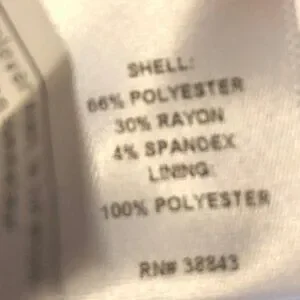 SHELL:
66% POLYESTER
30% RAYON
4% SPANDEX
LINING:
100% POLYESTER
RN# 38843